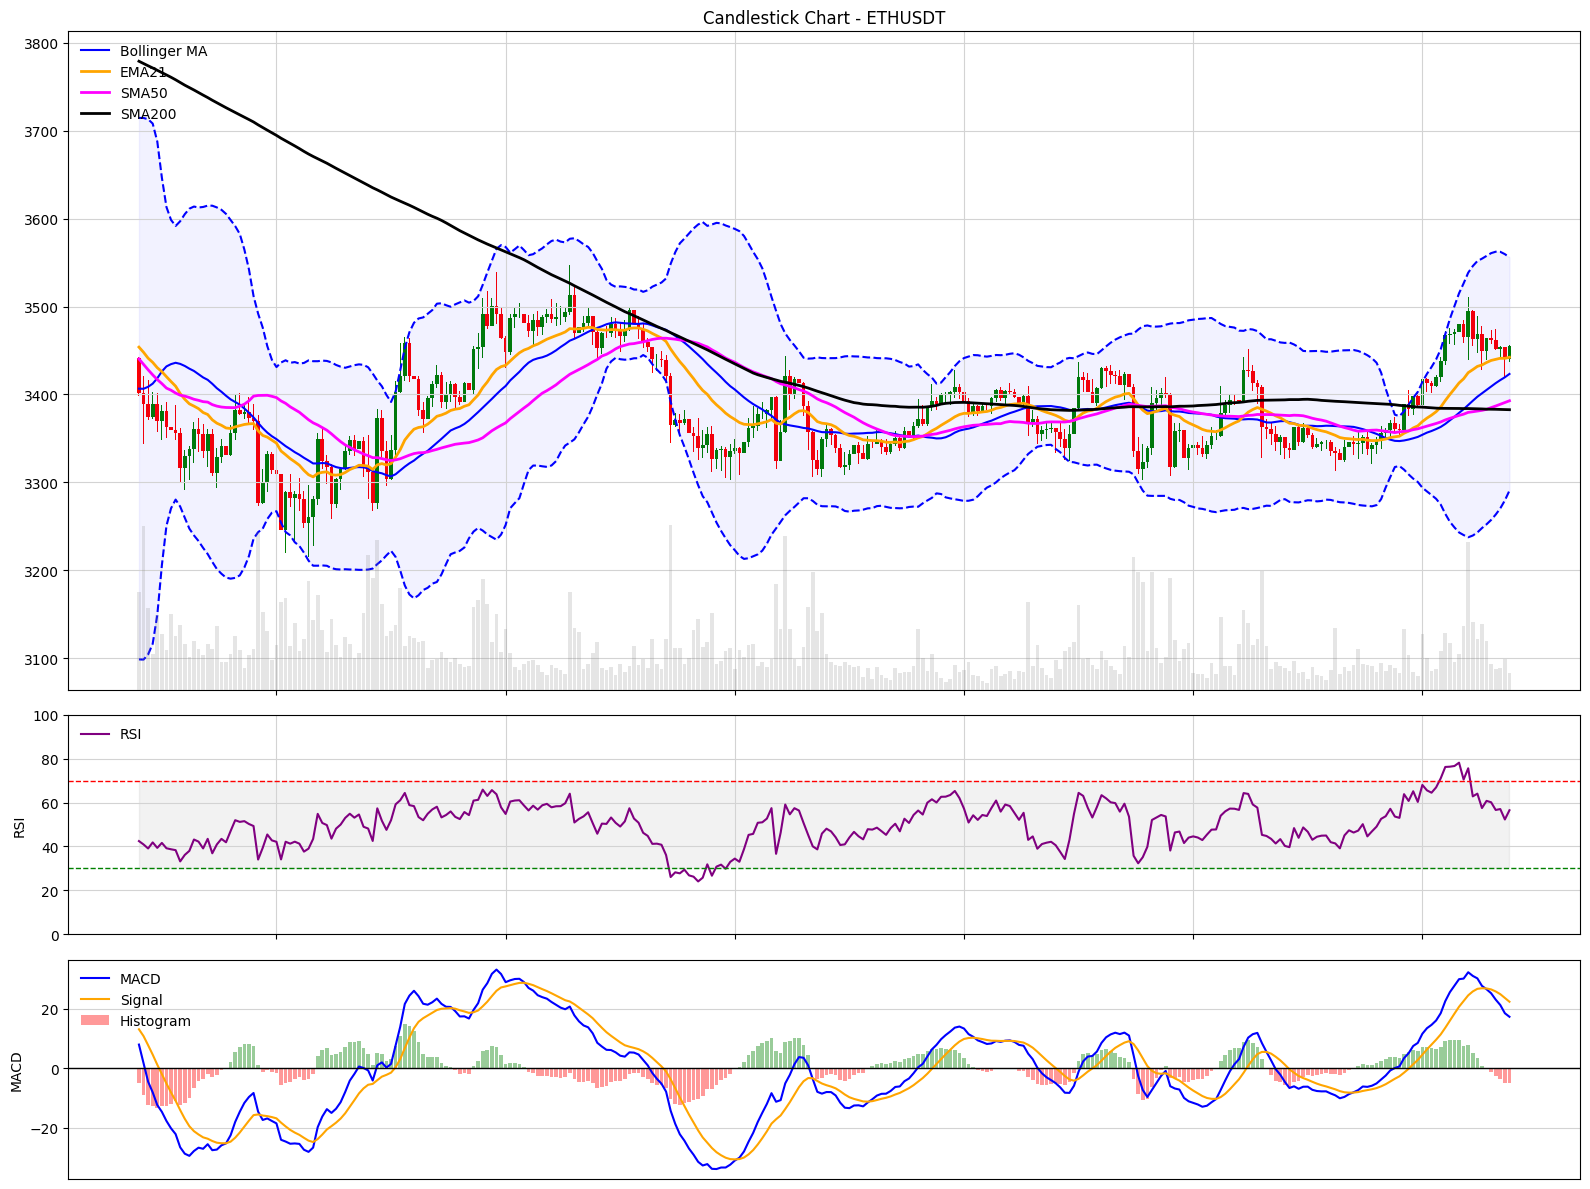 Candlestick Chart - ETHUSDT
3800
3700
3600
3500
3400
3300
3200
3100
Bollinger MA
EMA21
SMA50
SMA200
100
80
60
40
20
0
RSI
RSI
20
0
−20
MACD
MACD
Signal
Histogram